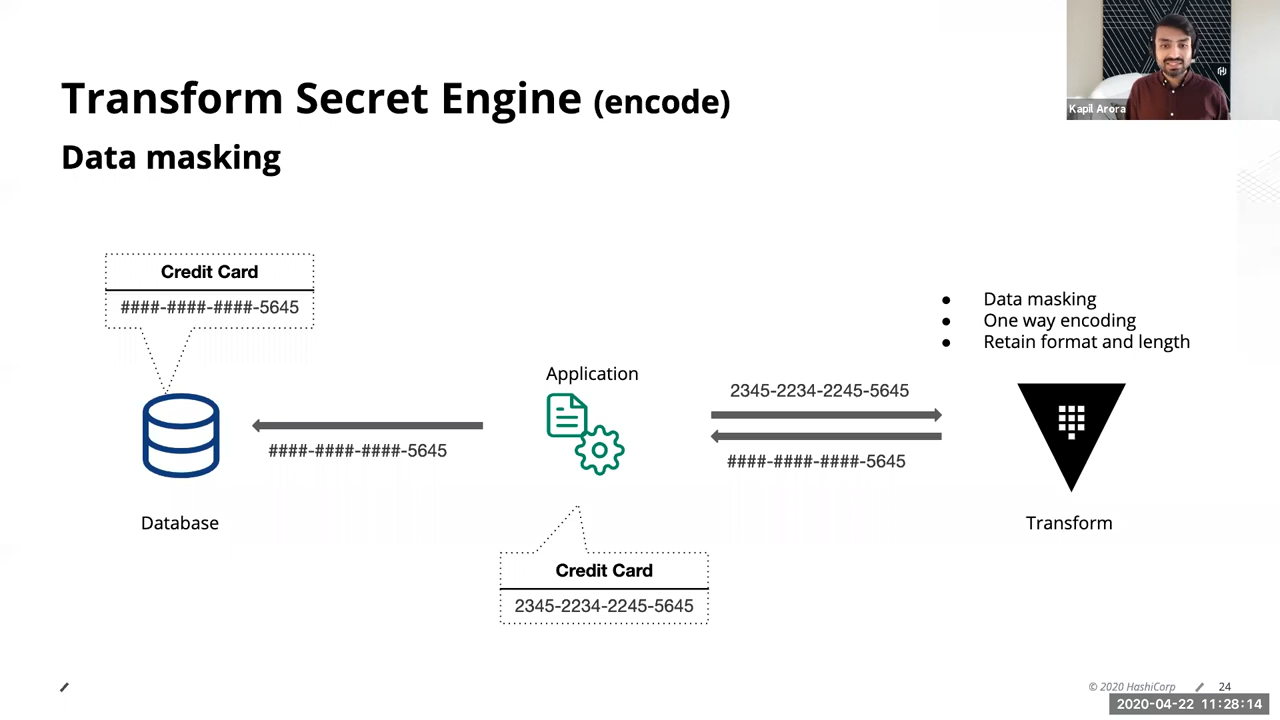 Kapil Arora
Transform Secret Engine (encode)
Data masking
Credit Card
####-####-####-5645
● Data masking
● One way encoding
● Retain format and length
Application
2345-2234-2245-5645
####-####-####-5645
####-####-####-5645
Database
Transform
Credit Card
2345-2234-2245-5645
© 2020 HashiCorp
24
2020-04-22 11:28:14